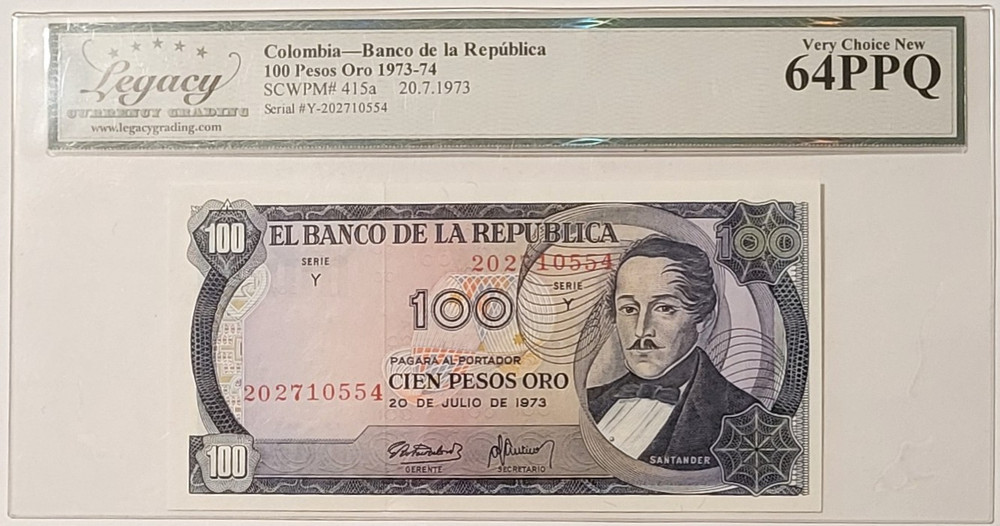 Legacy
CURRENCY GRADING
www.legacygrading.com
Colombia—Banco de la República
100 Pesos Oro 1973-74
SCWPM# 415a 20.7.1973
Serial #Y-202710554
Very Choice New
64PPQ
100
EL BANCO DE LA REPUBLICA
100
SERIE
Y
202710554
SERIE
Y
100
PAGARA AL PORTADOR
CIEN PESOS ORO
202710554
20 DE JULIO DE 1973
100
GERENTE
SECRETARIO
SANTANDER